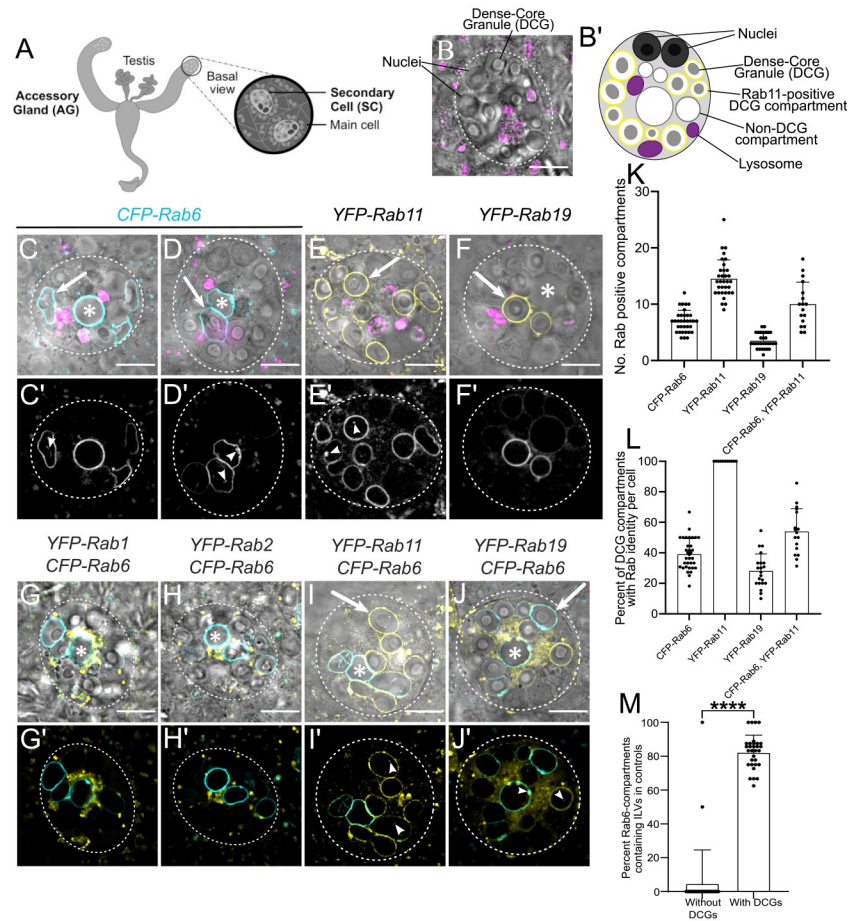 A
Testis
Basal
view
Accessory
Gland (AG)
Secondary
Cell (SC)
Main cell
Dense-Core
Granule (DCG)
B
Nuclei
B'
Nuclei
Dense-Core
Granule (DCG)
Rab11-positive
DCG compartment
Non-DCG
compartment
Lysosome
CFP-Rab6
YFP-Rab11
YFP-Rab19
C
*
D
*
E
F
*
C'
D'
E'
F'
YFP-Rab1
CFP-Rab6
YFP-Rab2
CFP-Rab6
YFP-Rab11
CFP-Rab6
YFP-Rab19
CFP-Rab6
G
*
H
*
I
*
J
*
G'
H'
I'
J'
K
No. Rab positive compartments
30
20
10
0
CFP-Rab6
YFP-Rab11
YFP-Rab19
CFP-Rab6, YFP-Rab11
L
Percent of DCG compartments
with Rab identity per cell
100
80
60
40
20
0
CFP-Rab6
YFP-Rab11
YFP-Rab19
CFP-Rab6, YFP-Rab11
M
****
Percent Rab6-compartments
containing ILVs in controls
100
80
60
40
20
0
Without
DCGs
With DCGs